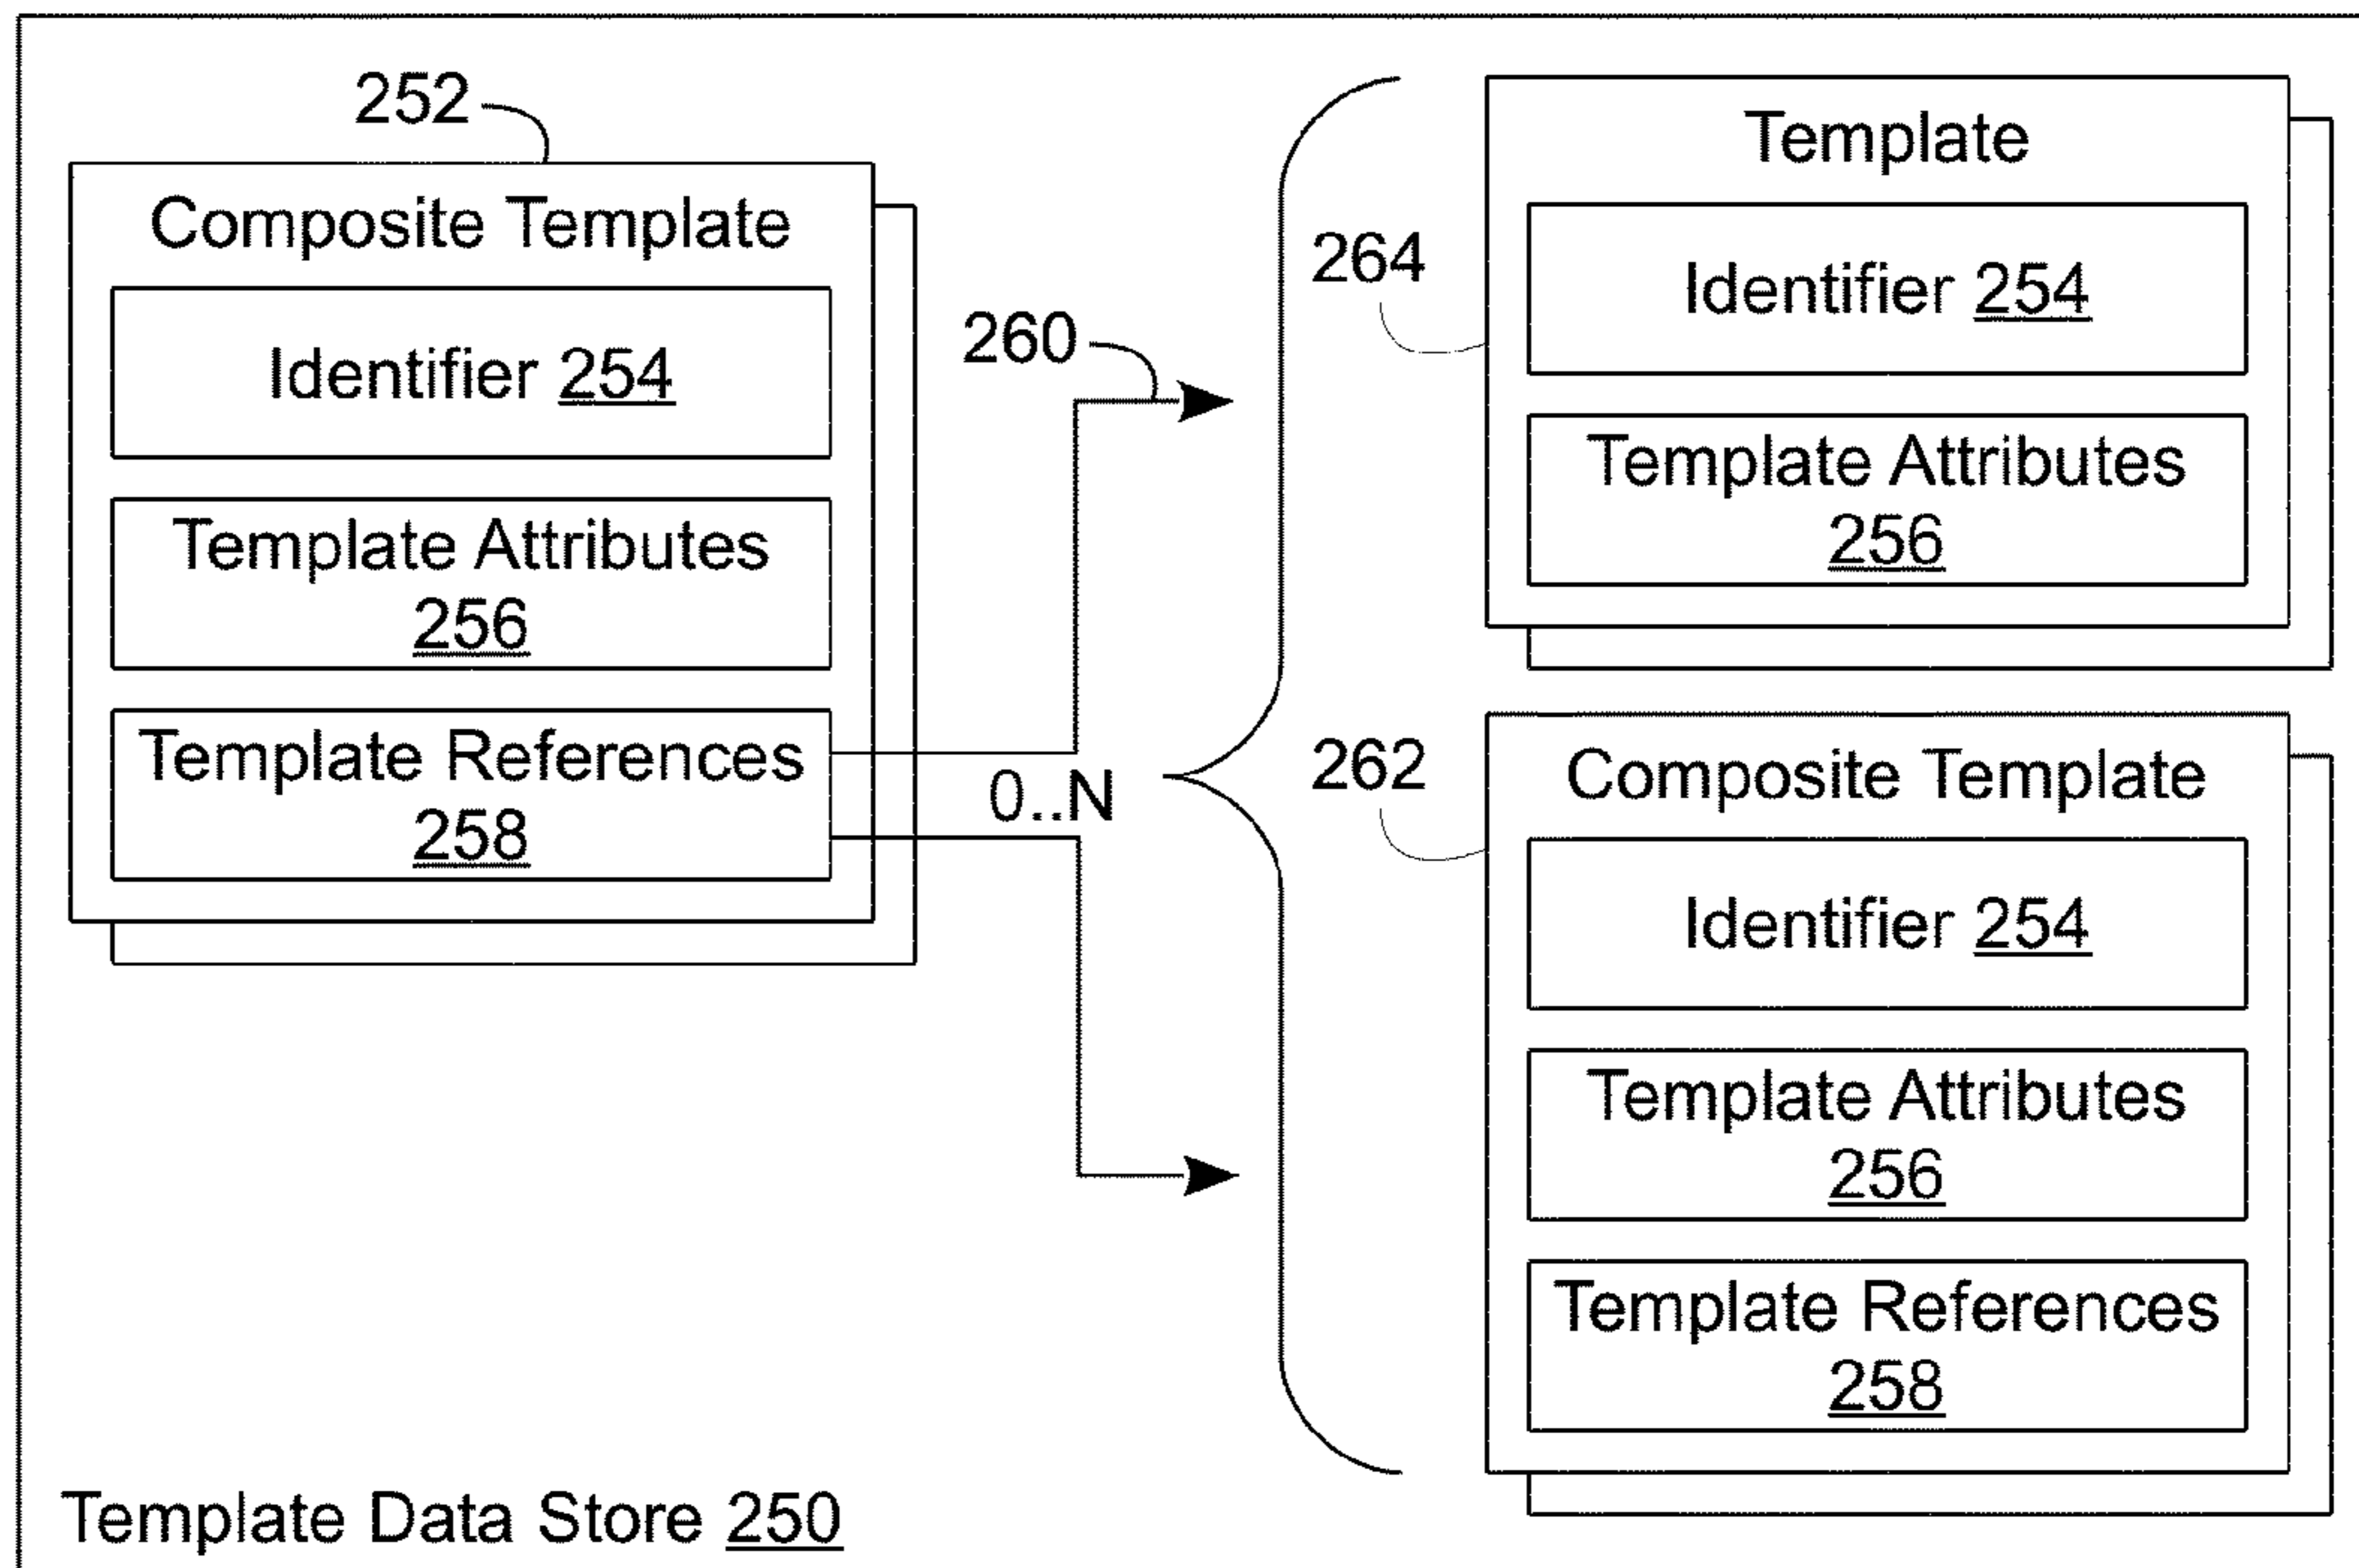 252
Composite Template
Identifier 254
Template Attributes
256
Template References
258
260
0..N
264
Template
Identifier 254
Template Attributes
256
262
Composite Template
Identifier 254
Template Attributes
256
Template References
258
Template Data Store 250